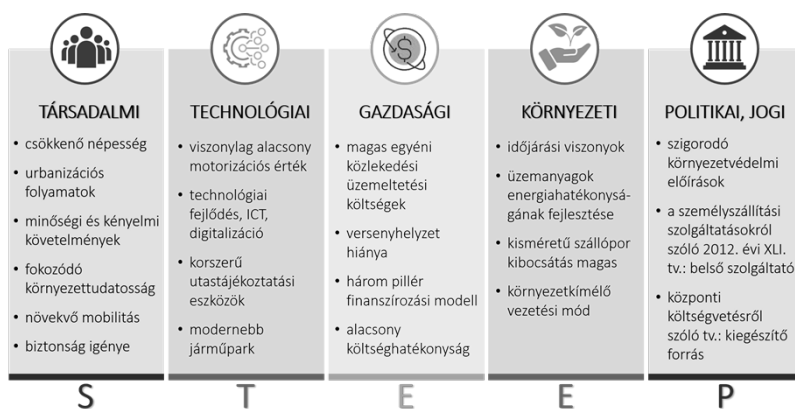 TÁRSADALMI
• csökkenő népesség
• urbanizációs
folyamatok
• minőségi és kényelmi
követelmények
• fokozódó
környezettudatosság
• növekvő mobilitás
• biztonság igénye
S
TECHNOLÓGIAI
• viszonylag alacsony
motorizációs érték
• technológiai
fejlődés, ICT,
digitalizáció
• korszerű
utastájékoztatási
eszközök
• modernebb
járműpark
T
$
GAZDASÁGI
• magas egyéni
közlekedési
üzemeltetési
költségek
• versenyhelyzet
hiánya
• három pillér
finanszírozási modell
• alacsony
költséghatékonyság
E
KÖRNYEZETI
• időjárási viszonyok
• üzemanyagok
energiahatékonysá-
gának fejlesztése
• kisméretű szállópor
kibocsátás magas
• környezetkímélő
vezetési mód
E
POLITIKAI, JOGI
• szigorodó
környezetvédelmi
előírások
• a személyszállítási
szolgáltatásokról
szóló 2012. évi XLI.
tv.: belső szolgáltató
• központi
költségvetésről
szóló tv.: kiegészítő
forrás
P